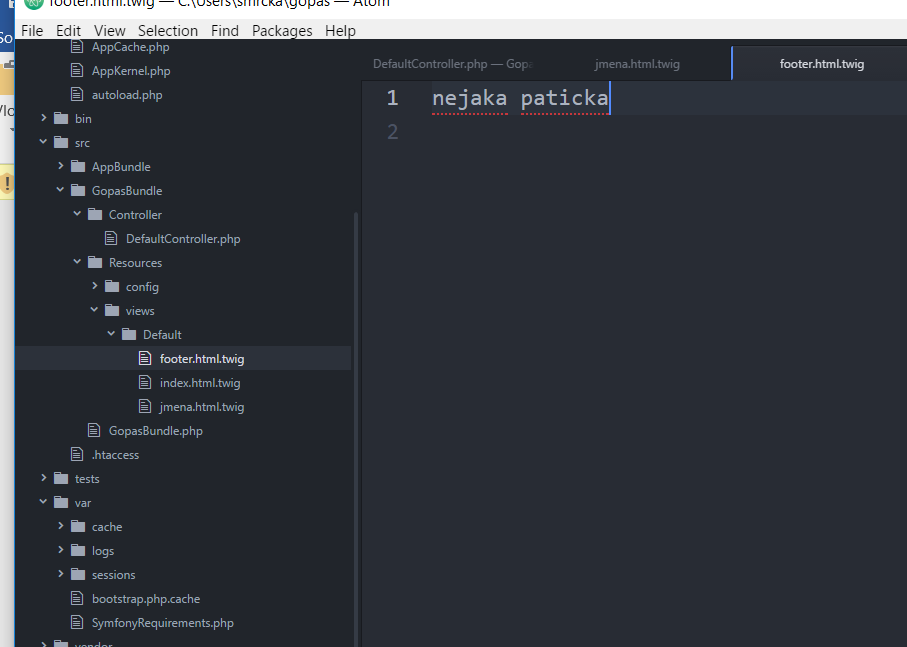 footer.html.twig — C:\Users\smrcka\gopas — Atom
File Edit View Selection Find Packages Help
So
AppCache.php
AppKernel.php
autoload.php
bin
src
AppBundle
GopasBundle
Controller
DefaultController.php
Resources
config
views
Default
footer.html.twig
index.html.twig
jmena.html.twig
GopasBundle.php
.htaccess
tests
var
cache
logs
sessions
bootstrap.php.cache
SymfonyRequirements.php
vendor
DefaultController.php — Gopa
jmena.html.twig
footer.html.twig
1 nejaka paticka
2